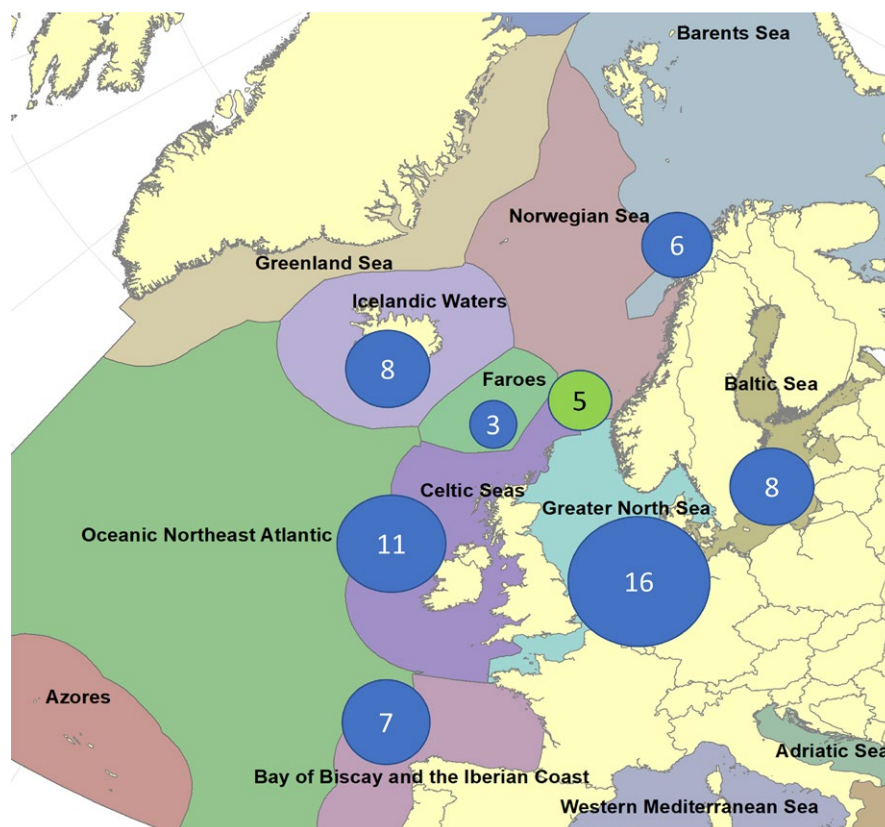 Barents Sea
Norwegian Sea
6
Greenland Sea
Icelandic Waters
8
Faroes
5
3
Baltic Sea
8
Celtic Seas
Greater North Sea
Oceanic Northeast Atlantic
11
16
Azores
7
Adriatic Sea
Bay of Biscay and the Iberian Coast
Western Mediterranean Sea